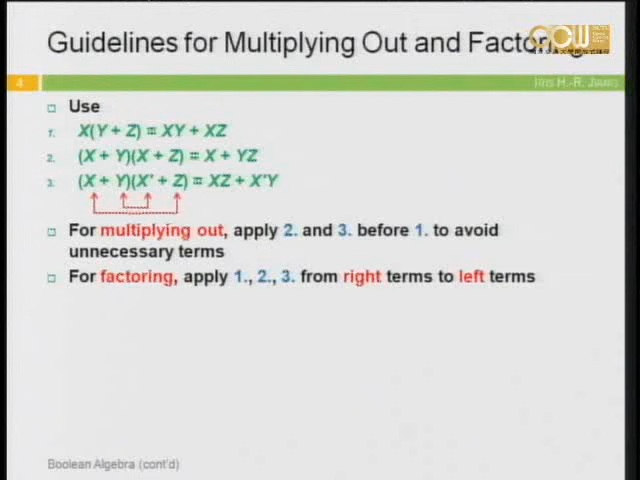 Guidelines for Multiplying Out and Factoring
4
IRIS H.-R. JIANG
Use
1. X(Y + Z) = XY + XZ
2. (X + Y)(X + Z) = X + YZ
3. (X + Y)(X' + Z) = XZ + X'Y
For multiplying out, apply 2. and 3. before 1. to avoid
unnecessary terms
For factoring, apply 1., 2., 3. from right terms to left terms
Boolean Algebra (cont'd)